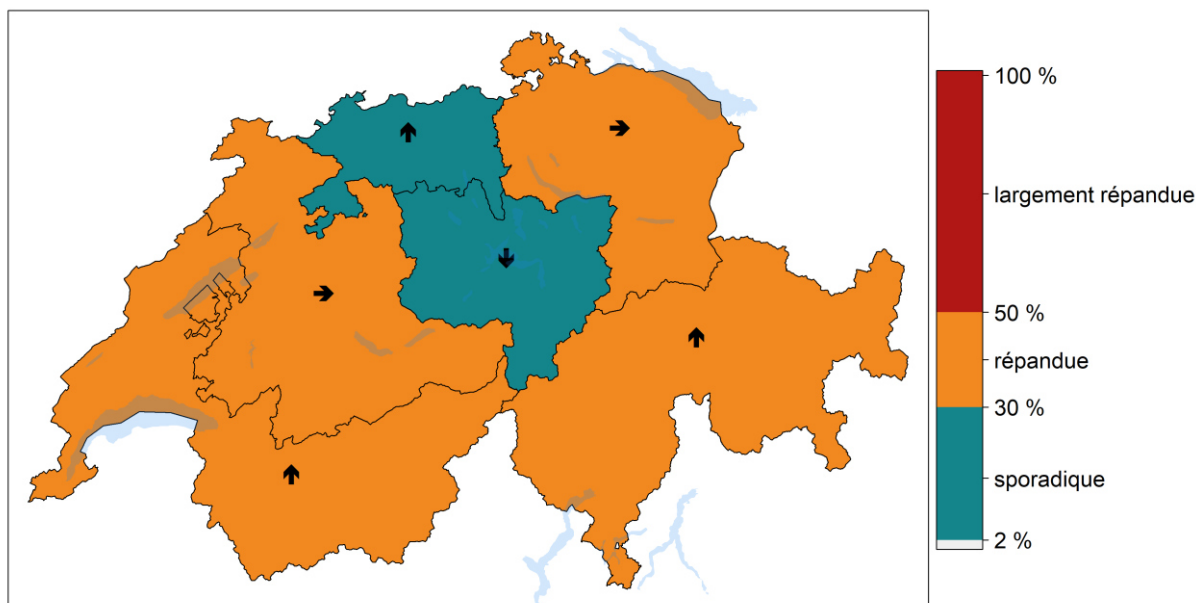 100 %
largement répandue
50 %
répandue
30 %
sporadique
2 %